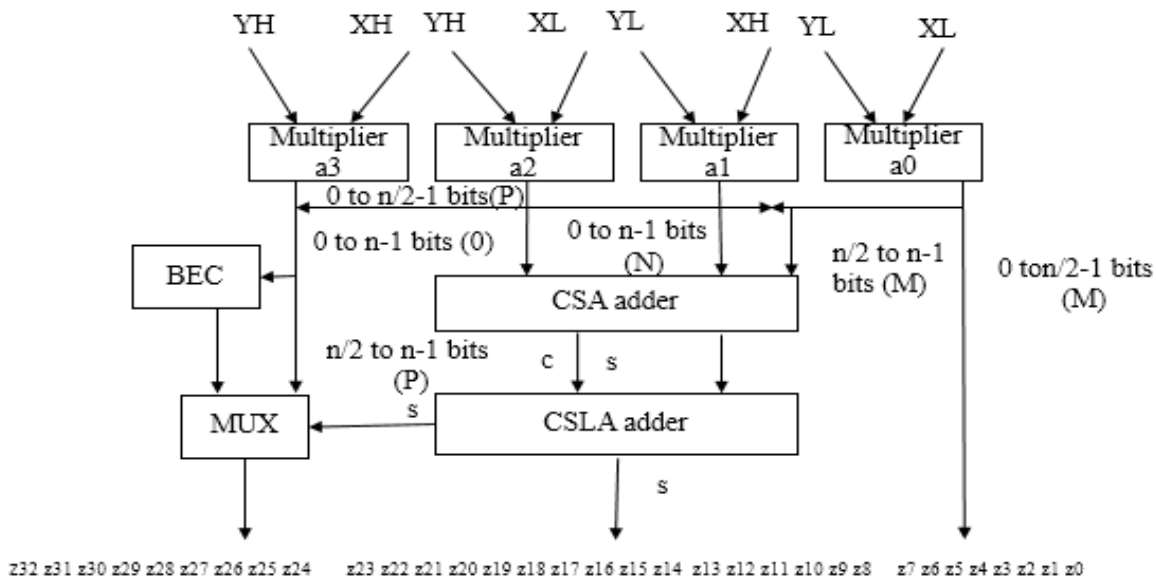 YH XH YH XL YL XH YL XL
Multiplier a3
Multiplier a2
Multiplier a1
Multiplier a0
0 to n/2-1 bits(P)
0 to n-1 bits (0)
0 to n-1 bits
(N)
n/2 to n-1
bits (M)
0 ton/2-1 bits
(M)
BEC
CSA adder
n/2 to n-1 bits
(P)
c s
s
MUX
CSLA adder
s
z32 z31 z30 z29 z28 z27 z26 z25 z24 z23 z22 z21 z20 z19 z18 z17 z16 z15 z14 z13 z12 z11 z10 z9 z8 z7 z6 z5 z4 z3 z2 z1 z0